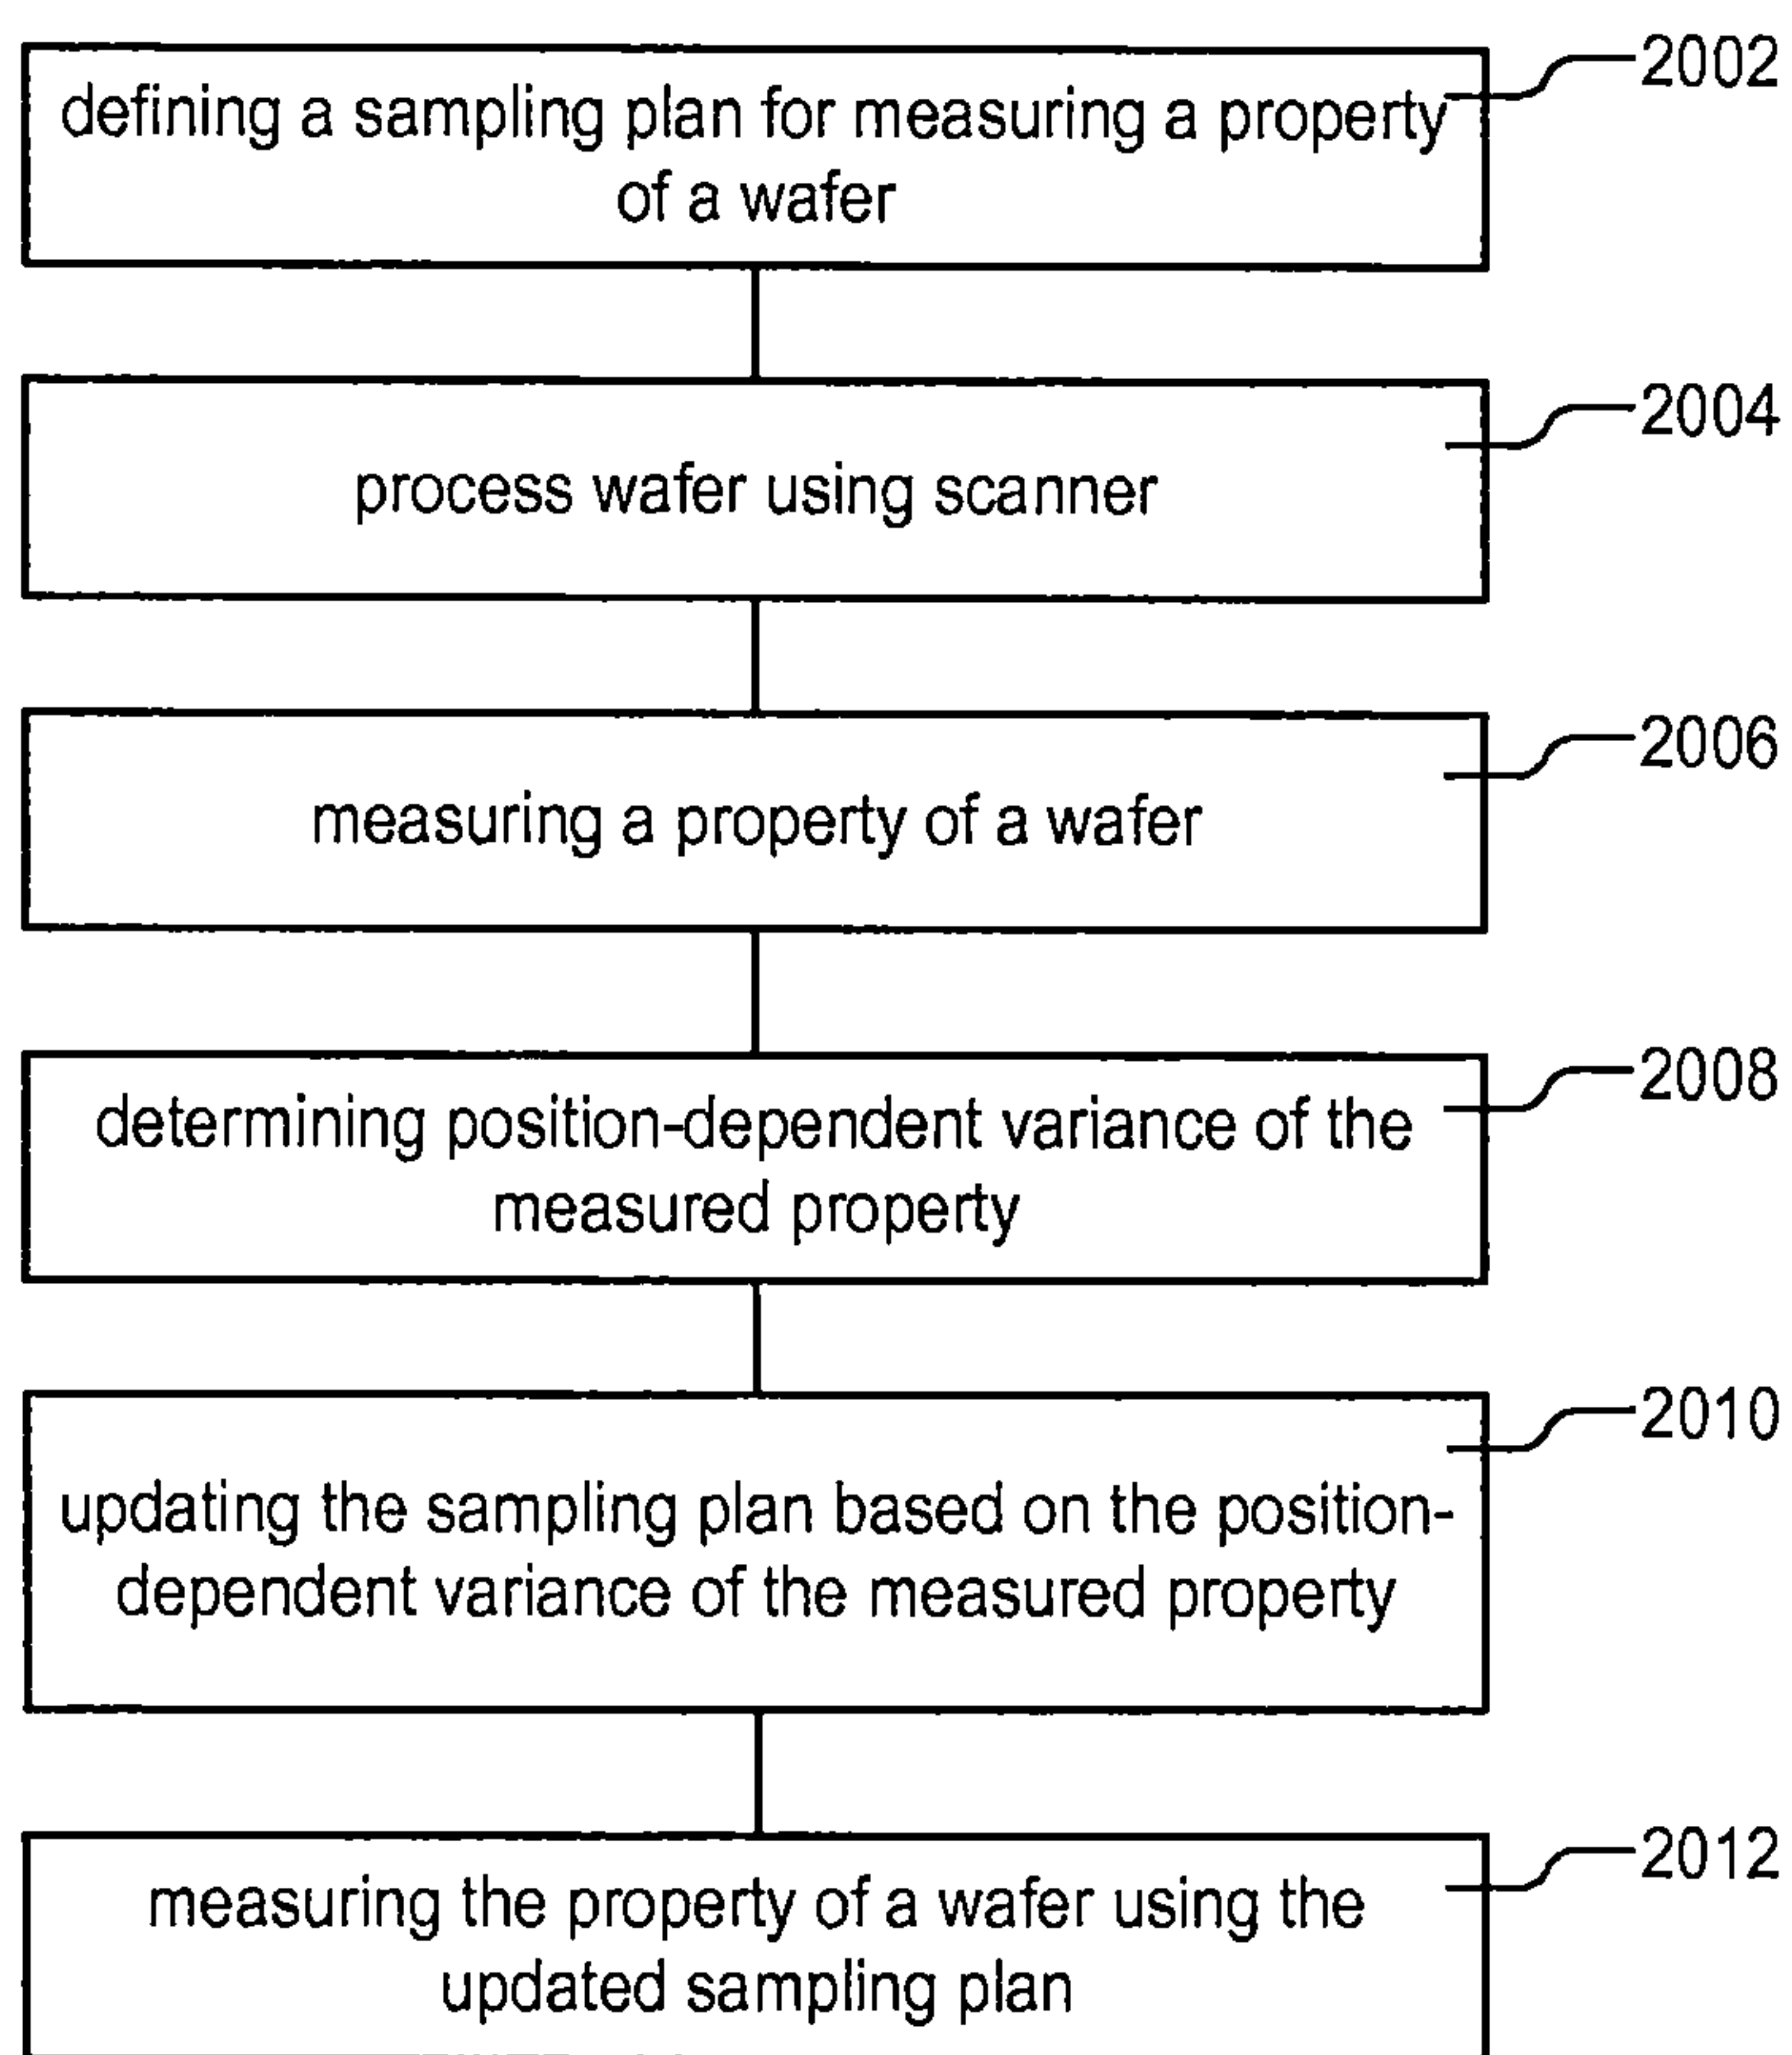 2002
defining a sampling plan for measuring a property
of a wafer
2004
process wafer using scanner
2006
measuring a property of a wafer
2008
determining position-dependent variance of the
measured property
2010
updating the sampling plan based on the position-
dependent variance of the measured property
2012
measuring the property of a wafer using the
updated sampling plan